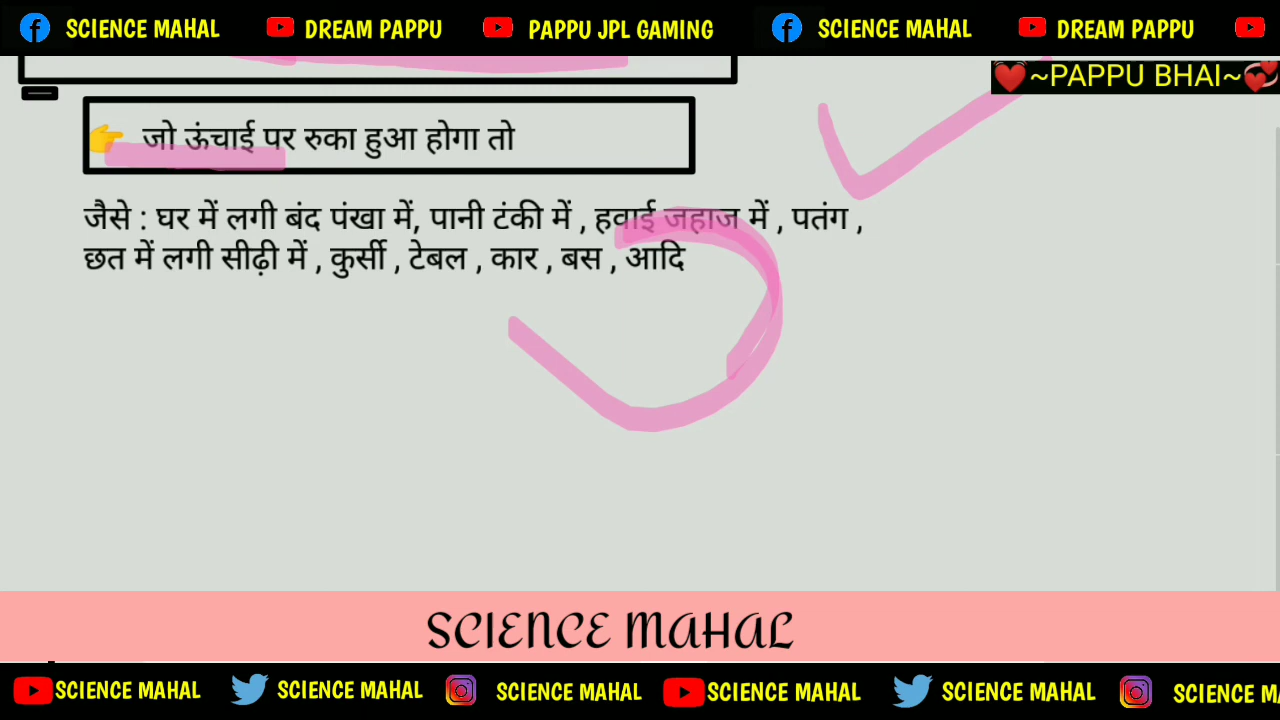 SCIENCE MAHAL DREAM PAPPU PAPPU JPL GAMING SCIENCE MAHAL DREAM PAPPU
~PAPPU BHAI~
जो ऊंचाई पर रुका हुआ होगा तो
जैसे : घर में लगी बंद पंखा में, पानी टंकी में , हवाई जहाज में , पतंग ,
छत में लगी सीढ़ी में , कुर्सी , टेबल , कार , बस , आदि
SCIENCE MAHAL
SCIENCE MAHAL SCIENCE MAHAL SCIENCE MAHAL SCIENCE MAHAL SCIENCE MAHAL SCIENCE MA